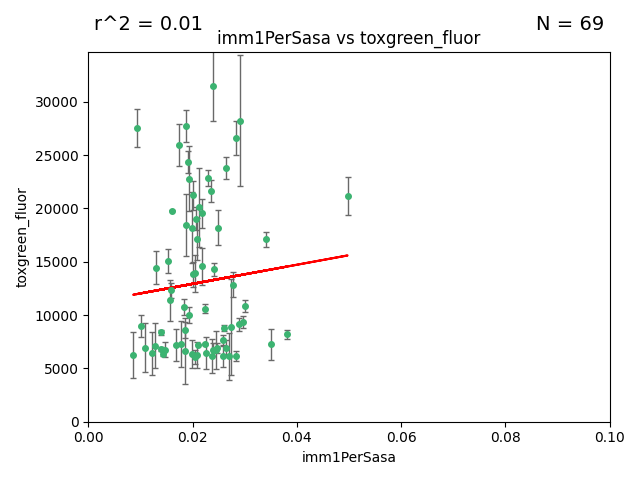 r^2 = 0.01
N = 69
imm1PerSasa vs toxgreen_fluor
toxgreen_fluor
30000
25000
20000
15000
10000
5000
0
0.00
0.02
0.04
0.06
0.08
0.10
imm1PerSasa